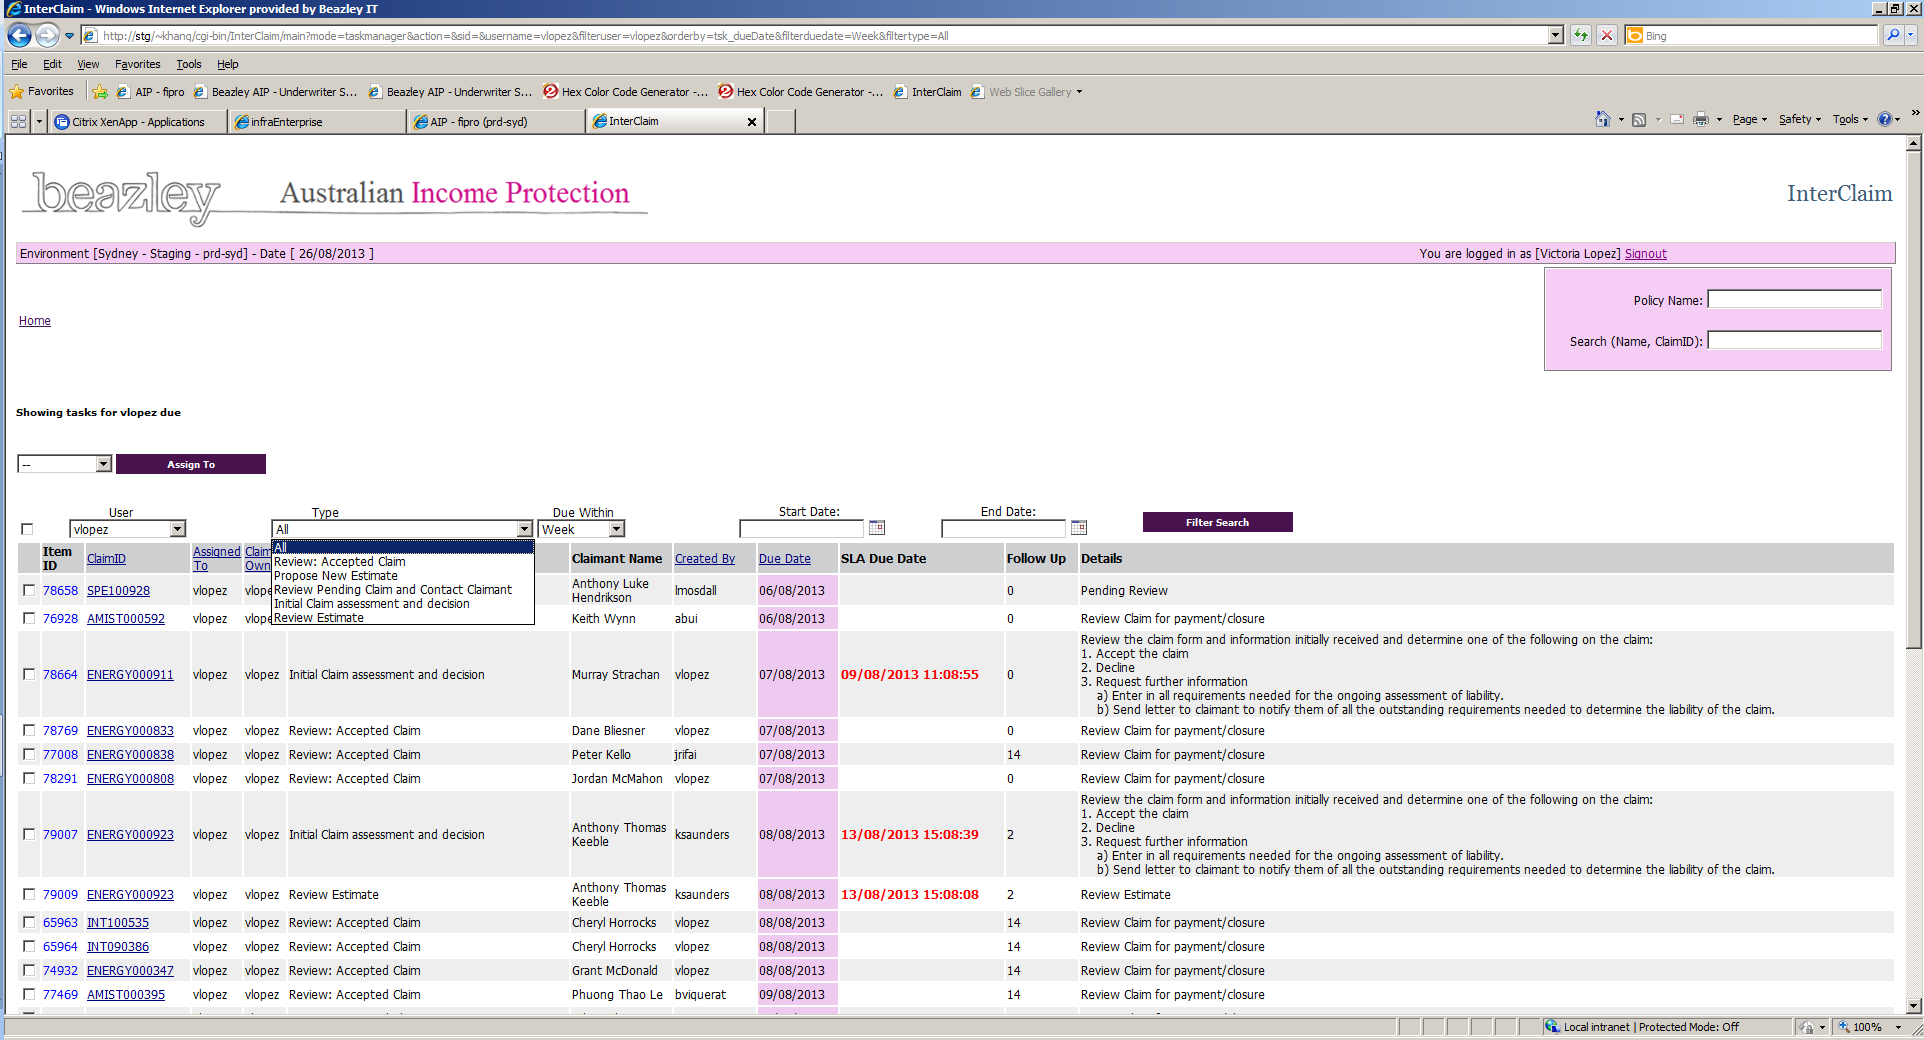 InterClaim - Windows Internet Explorer provided by Beazley IT
http://stg/~khanq/cgi-bin/InterClaim/main?mode=taskmanager&action=&sid=&username=vlopez&filteruser=vlopez&orderby=tsk_dueDate&filterduedate=Week&filtertype=All
Bing
File Edit View Favorites Tools Help
Favorites AIP - fipro Beazley AIP - Underwriter S... Beazley AIP - Underwriter S... Hex Color Code Generator -... Hex Color Code Generator -... InterClaim Web Slice Gallery
Citrix XenApp - Applications infraEnterprise AIP - fipro (prd-syd) InterClaim Page Safety Tools
beazley Australian Income Protection InterClaim
Environment [Sydney - Staging - prd-syd] - Date [ 26/08/2013 ] You are logged in as [Victoria Lopez] Signout
Policy Name:
Home
Search (Name, ClaimID):
Showing tasks for vlopez due
-- Assign To
User Type Due Within Start Date: End Date:
vlopez All Week Filter Search
All
Review: Accepted Claim
Propose New Estimate
Review Pending Claim and Contact Claimant
Initial Claim assessment and decision
Review Estimate
Item ID ClaimID Assigned To Claim Own Claimant Name Created By Due Date SLA Due Date Follow Up Details
78658 SPE100928 vlopez vlope Anthony Luke Hendrikson lmosdall 06/08/2013 0 Pending Review
76928 AMIST000592 vlopez vlope Keith Wynn abui 06/08/2013 0 Review Claim for payment/closure
78664 ENERGY000911 vlopez vlopez Initial Claim assessment and decision Murray Strachan vlopez 07/08/2013 09/08/2013 11:08:55 0 Review the claim form and information initially received and determine one of the following on the claim:
1. Accept the claim
2. Decline
3. Request further information
a) Enter in all requirements needed for the ongoing assessment of liability.
b) Send letter to claimant to notify them of all the outstanding requirements needed to determine the liability of the claim.
78769 ENERGY000833 vlopez vlopez Review: Accepted Claim Dane Bliesner vlopez 07/08/2013 0 Review Claim for payment/closure
77008 ENERGY000838 vlopez vlopez Review: Accepted Claim Peter Kello jrifai 07/08/2013 14 Review Claim for payment/closure
78291 ENERGY000808 vlopez vlopez Review: Accepted Claim Jordan McMahon vlopez 07/08/2013 0 Review Claim for payment/closure
79007 ENERGY000923 vlopez vlopez Initial Claim assessment and decision Anthony Thomas Keeble ksaunders 08/08/2013 13/08/2013 15:08:39 2 Review the claim form and information initially received and determine one of the following on the claim:
1. Accept the claim
2. Decline
3. Request further information
a) Enter in all requirements needed for the ongoing assessment of liability.
b) Send letter to claimant to notify them of all the outstanding requirements needed to determine the liability of the claim.
79009 ENERGY000923 vlopez vlopez Review Estimate Anthony Thomas Keeble ksaunders 08/08/2013 13/08/2013 15:08:08 2 Review Estimate
65963 INT100535 vlopez vlopez Review: Accepted Claim Cheryl Horrocks vlopez 08/08/2013 14 Review Claim for payment/closure
65964 INT090386 vlopez vlopez Review: Accepted Claim Cheryl Horrocks vlopez 08/08/2013 14 Review Claim for payment/closure
74932 ENERGY000347 vlopez vlopez Review: Accepted Claim Grant McDonald vlopez 08/08/2013 14 Review Claim for payment/closure
77469 AMIST000395 vlopez vlopez Review: Accepted Claim Phuong Thao Le bviquerat 09/08/2013 14 Review Claim for payment/closure
Local intranet | Protected Mode: Off 100%